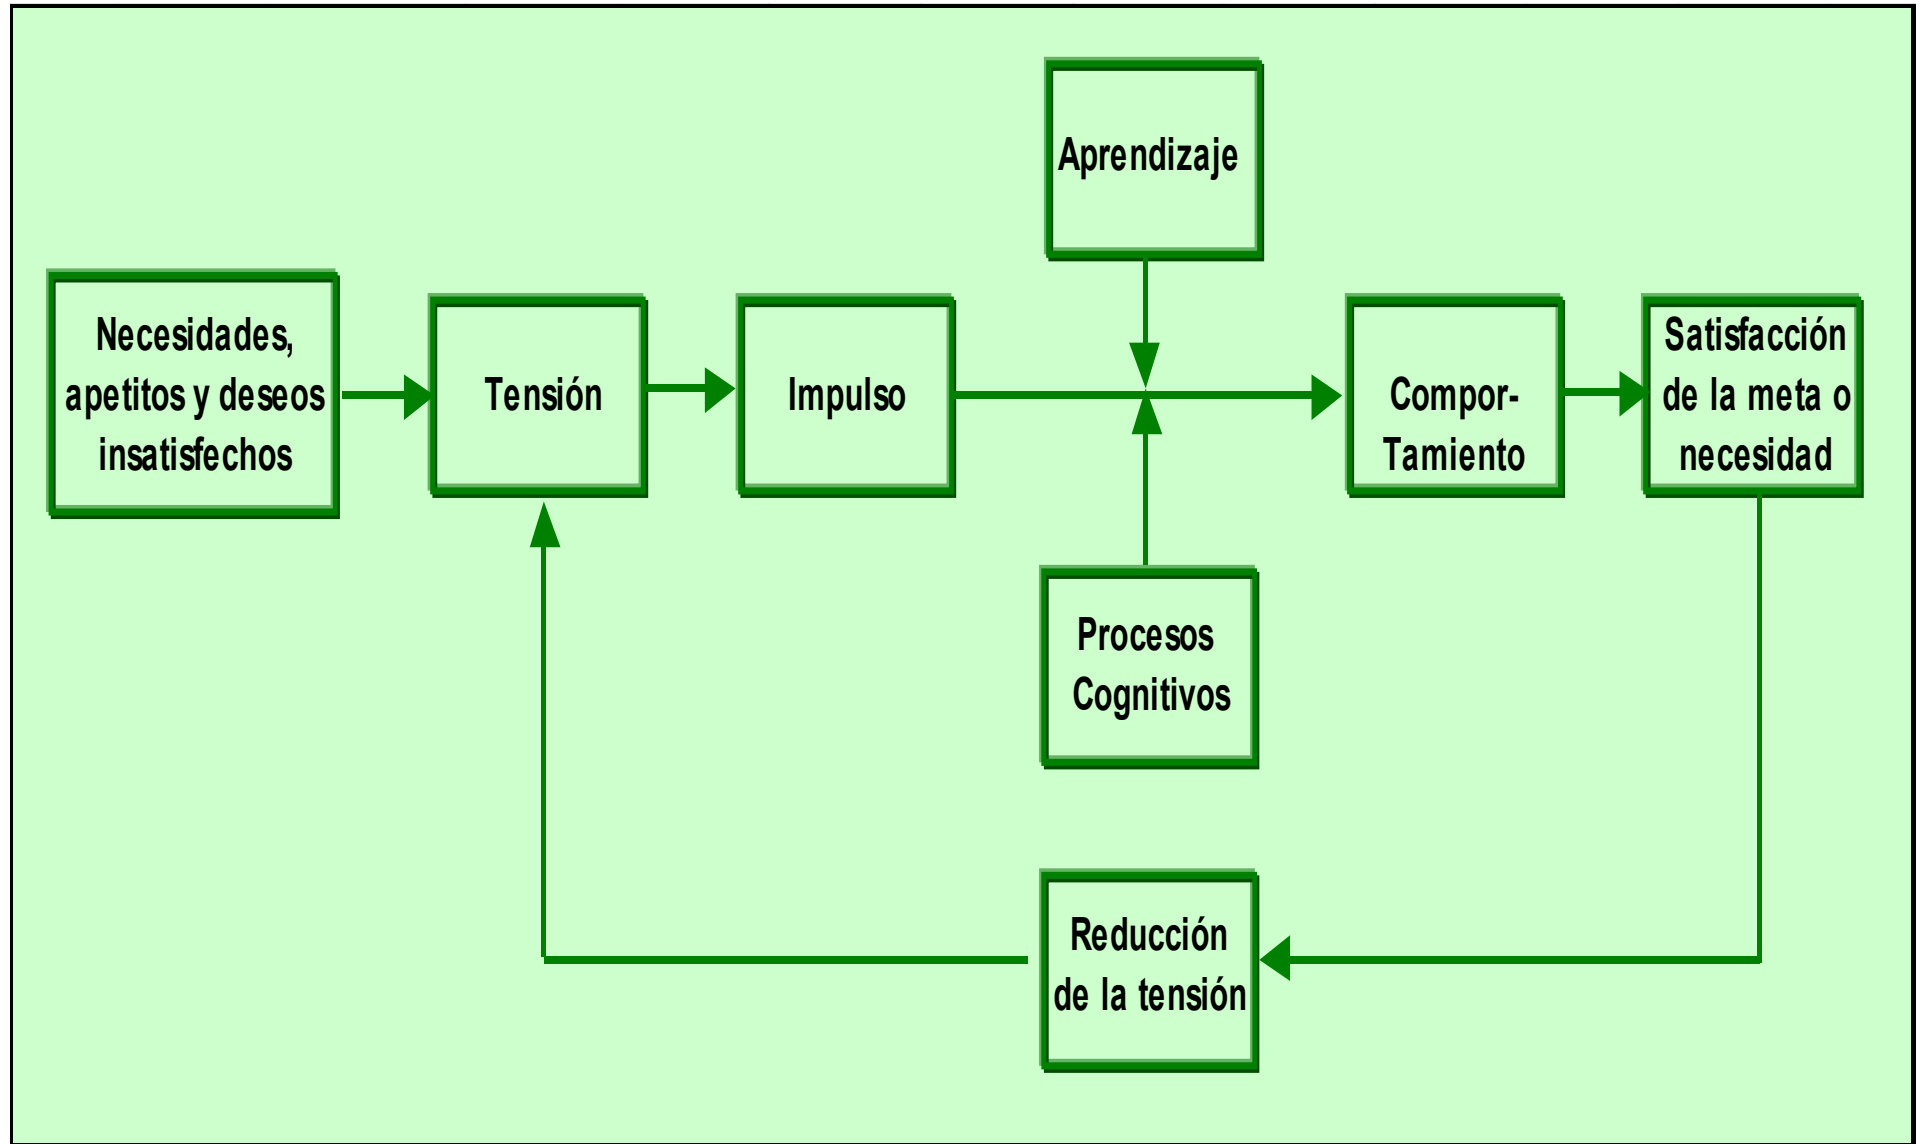 Aprendizaje
Necesidades,
apetitos y deseos
insatisfechos
Tensión
Impulso
Compor-
Tamiento
Satisfacción
de la meta o
necesidad
Procesos
Cognitivos
Reducción
de la tensión